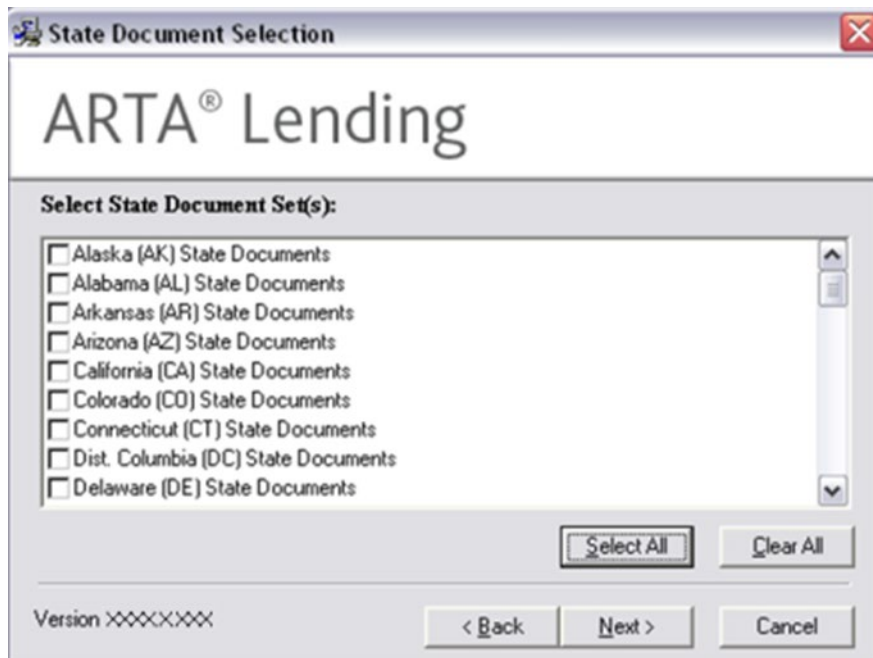 State Document Selection
ARTA® Lending
Select State Document Set(s):
Alaska (AK) State Documents
Alabama (AL) State Documents
Arkansas (AR) State Documents
Arizona (AZ) State Documents
California (CA) State Documents
Colorado (CO) State Documents
Connecticut (CT) State Documents
Dist. Columbia (DC) State Documents
Delaware (DE) State Documents
Select All Clear All
Version XXXX.X.XXX < Back Next > Cancel